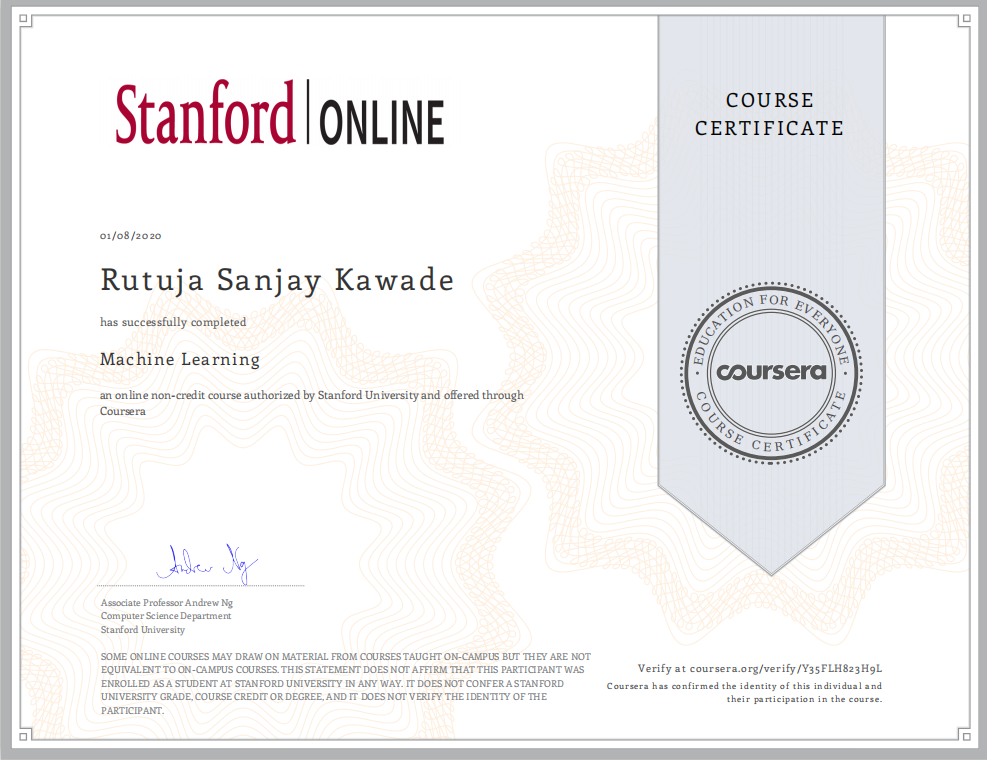 Stanford | ONLINE
COURSE
CERTIFICATE
01/08/2020
Rutuja Sanjay Kawade
has successfully completed
Machine Learning
an online non-credit course authorized by Stanford University and offered through
Coursera
EDUCATION FOR EVERYONE
coursera
COURSE CERTIFICATE
Andrew Ng
Associate Professor Andrew Ng
Computer Science Department
Stanford University
SOME ONLINE COURSES MAY DRAW ON MATERIAL FROM COURSES TAUGHT ON-CAMPUS BUT THEY ARE NOT
EQUIVALENT TO ON-CAMPUS COURSES. THIS STATEMENT DOES NOT AFFIRM THAT THIS PARTICIPANT WAS
ENROLLED AS A STUDENT AT STANFORD UNIVERSITY IN ANY WAY. IT DOES NOT CONFER A STANFORD
UNIVERSITY GRADE, COURSE CREDIT OR DEGREE, AND IT DOES NOT VERIFY THE IDENTITY OF THE
PARTICIPANT.
Verify at coursera.org/verify/Y35FLH823H9L
Coursera has confirmed the identity of this individual and
their participation in the course.